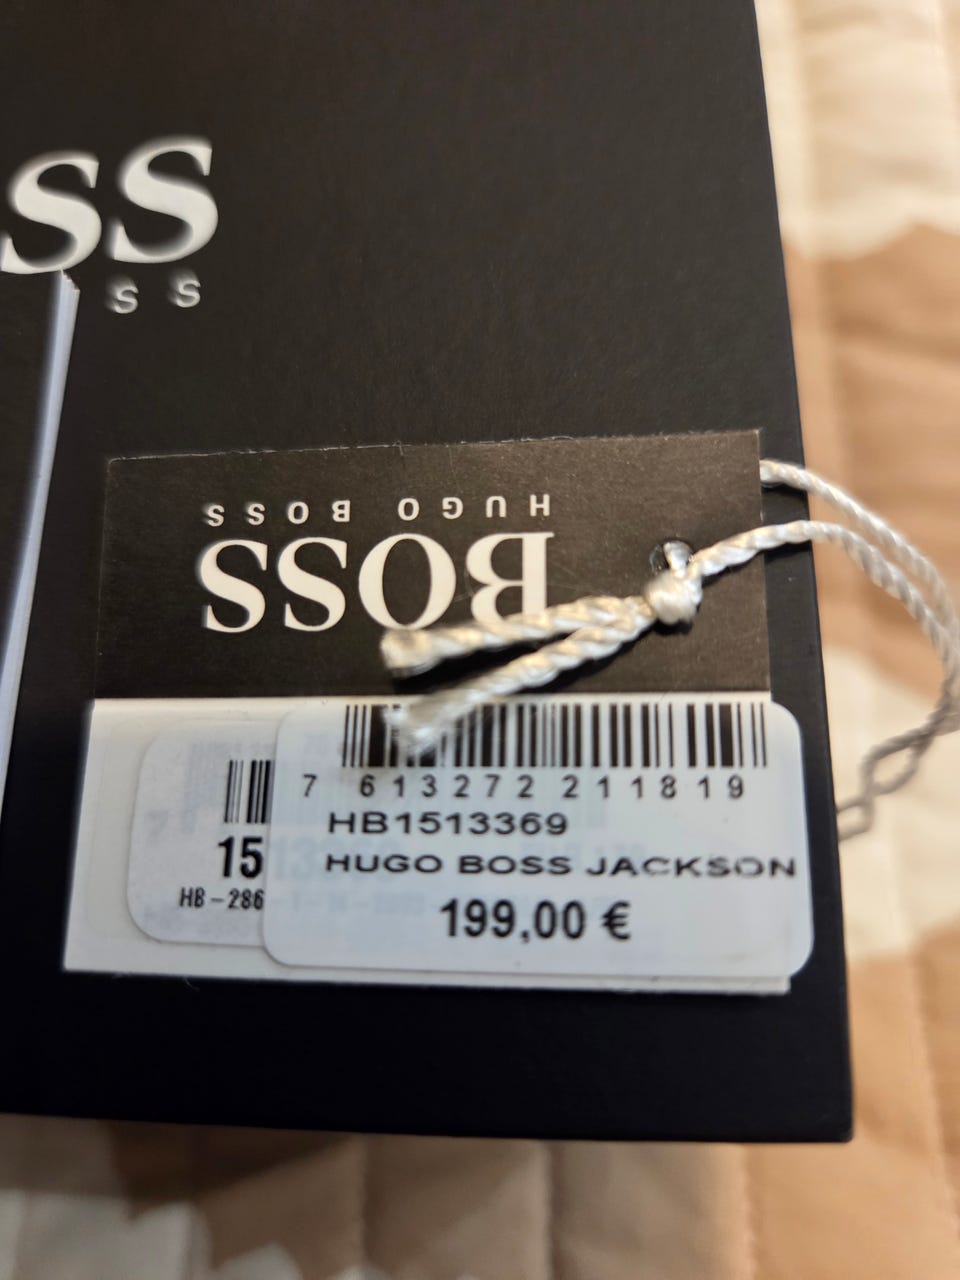 SS
S S
HUGO BOSS
BOSS
7 613272 211819
HB1513369
HUGO BOSS JACKSON
199,00 €
15
HB-286